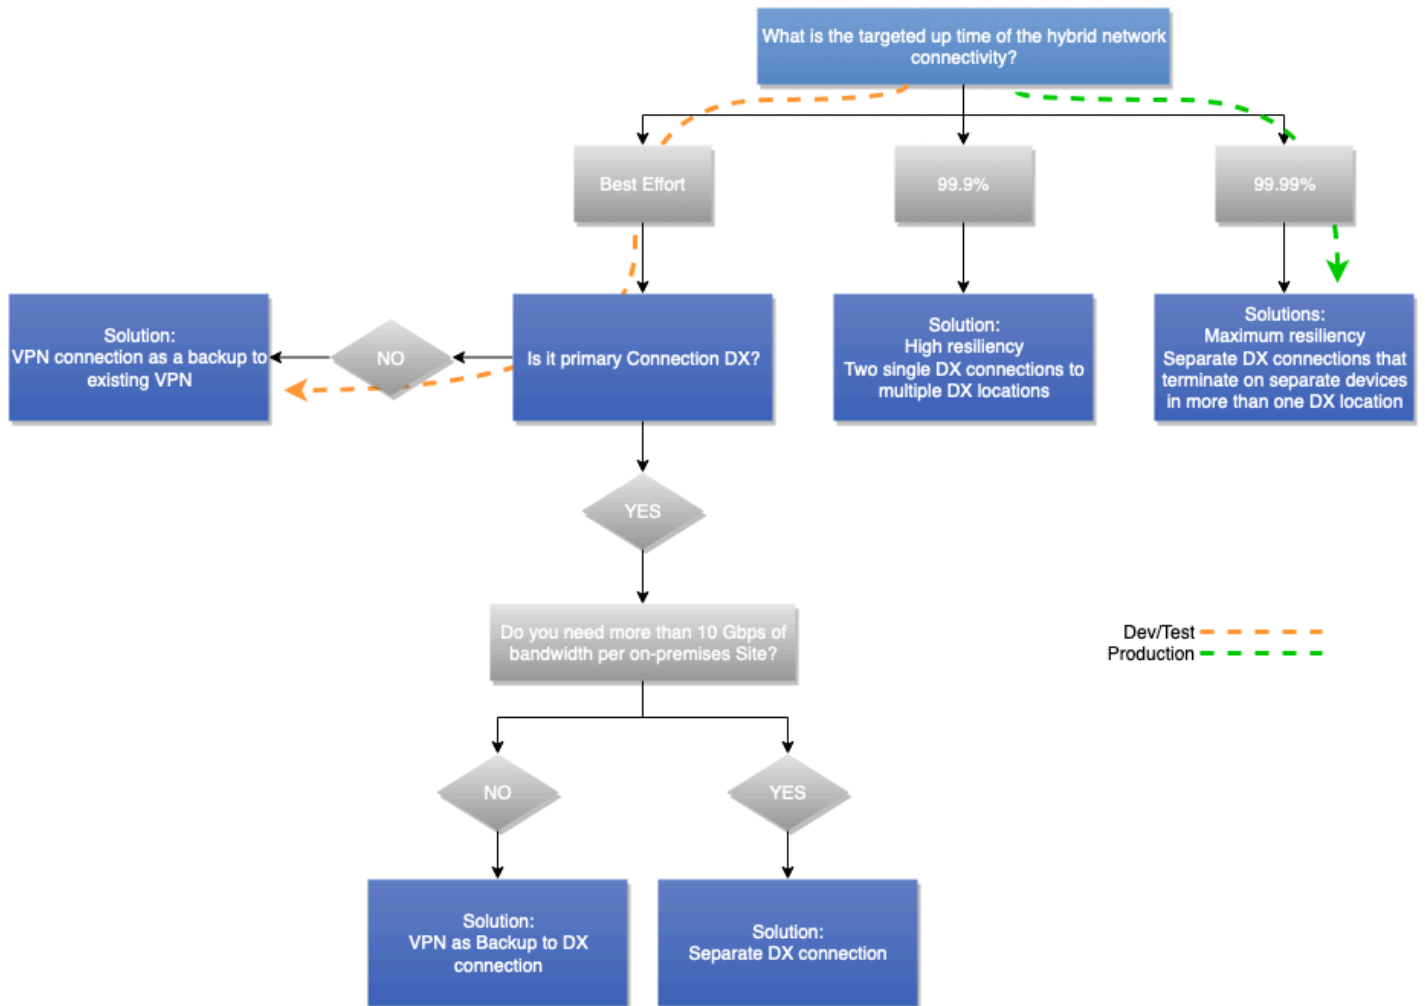 What is the targeted up time of the hybrid network
connectivity?
Best Effort
99.9%
99.99%
Solution:
VPN connection as a backup to
existing VPN
NO
Is it primary Connection DX?
Solution:
High resiliency
Two single DX connections to
multiple DX locations
Solutions:
Maximum resiliency
Separate DX connections that
terminate on separate devices
in more than one DX location
YES
Do you need more than 10 Gbps of
bandwidth per on-premises Site?
Dev/Test
Production
NO
YES
Solution:
VPN as Backup to DX
connection
Solution:
Separate DX connection